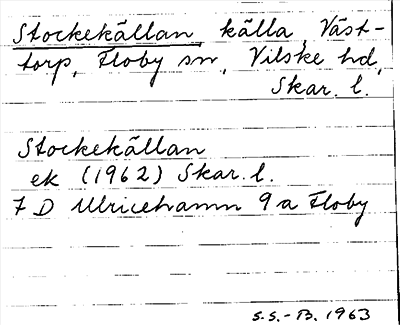 Stockekällan, källa, Väst-
torp, Floby sn, Vilske hd,
Skar. l.
Stockekällan
ek (1962) Skar. l.
7 D Ulricehamn 9 a Floby
S.S.-B. 1963